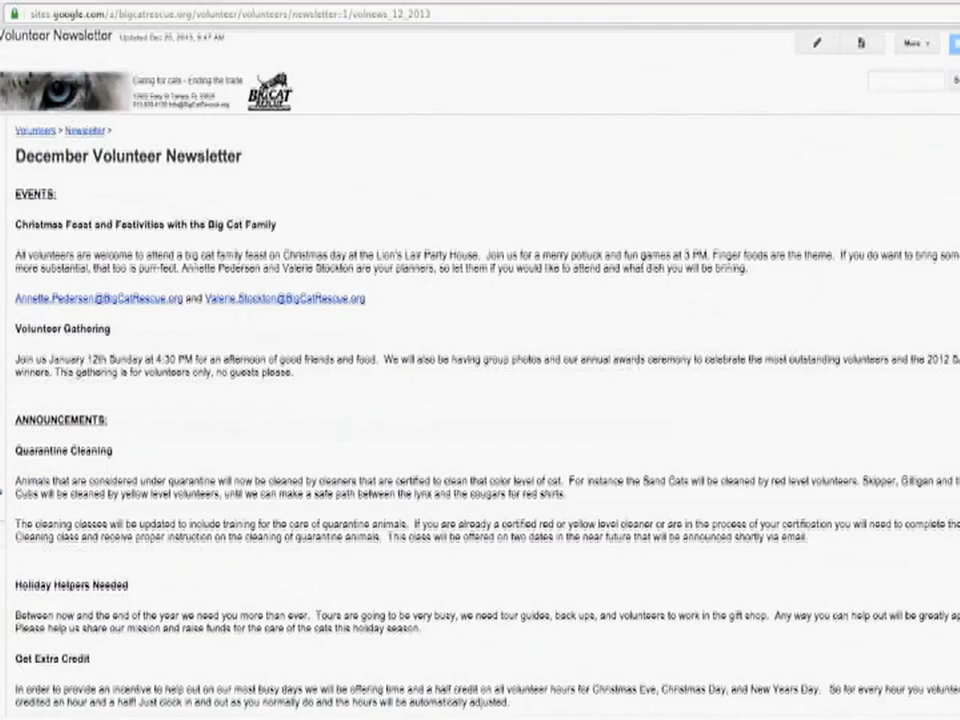 sites.google.com/a/bigcatrescue.org/volunteer/volunteers/newsletter-1/volnews_12_2013
Volunteer Newsletter Updated Dec 20, 2013, 9:47 AM
More
Caring for cats - Ending the trade
BIG CAT
RESCUE
Volunteers > Newsletter >
December Volunteer Newsletter
EVENTS:
Christmas Feast and Festivities with the Big Cat Family
All volunteers are welcome to attend a big cat family feast on Christmas day at the Lion's Lair Party House. Join us for a merry potluck and fun games at 3 PM. Finger foods are the theme. If you do want to bring som
more substantial, that too is purr-fect. Annette Pedersen and Valerie Stockton are your planners, so let them if you would like to attend and what dish you will be bring.
Annette.Pedersen@BigCatRescue.org and Valerie.Stockton@BigCatRescue.org
Volunteer Gathering
Join us January 12th Sunday at 4:30 PM for an afternoon of good friends and food. We will also be having group photos and our annual awards ceremony to celebrate the most outstanding volunteers and the 2012
winners. This gathering is for volunteers only, no guests please.
ANNOUNCEMENTS:
Quarantine Cleaning
Animals that are considered under quarantine will now be cleaned by cleaners that are certified to clean that color level of cat. For instance the Sand Cats will be cleaned by red level volunteers. Skipper, Gilligan and
Cubs will be cleaned by yellow level volunteers, until we can make a safe path between the lynx and the cougars for red shirts.
The cleaning classes will be updated to include training for the care of quarantine animals. If you are already a certified red or yellow level cleaner or are in the process of your certification you will need to complete the
Cleaning class and receive proper instruction on the cleaning of quarantine animals. This class will be offered on two dates in the near future that will be announced shortly via email.
Holiday Helpers Needed
Between now and the end of the year we need you more than ever. Tours are going to be very busy, we need tour guides, back ups, and volunteers to work in the gift shop. Any way you can help out will be greatly ap
Please help us share our mission and raise funds for the care of the cats this holiday season.
Get Extra Credit
In order to provide an incentive to help out on our most busy days we will be offering time and a half credit on all volunteer hours for Christmas Eve, Christmas Day, and New Years Day. So for every hour you volunte
credited an hour and a half! Just clock in and out as you normally do and the hours will be automatically adjusted.